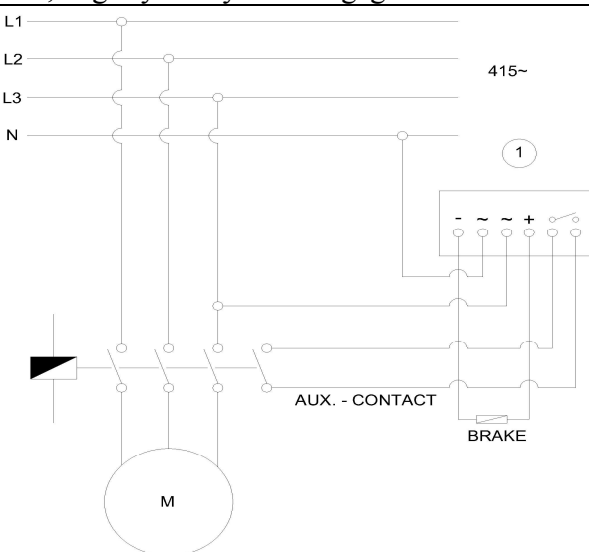 L1
L2
415~
L3
N
1
- ~ ~ +
AUX. - CONTACT
BRAKE
M